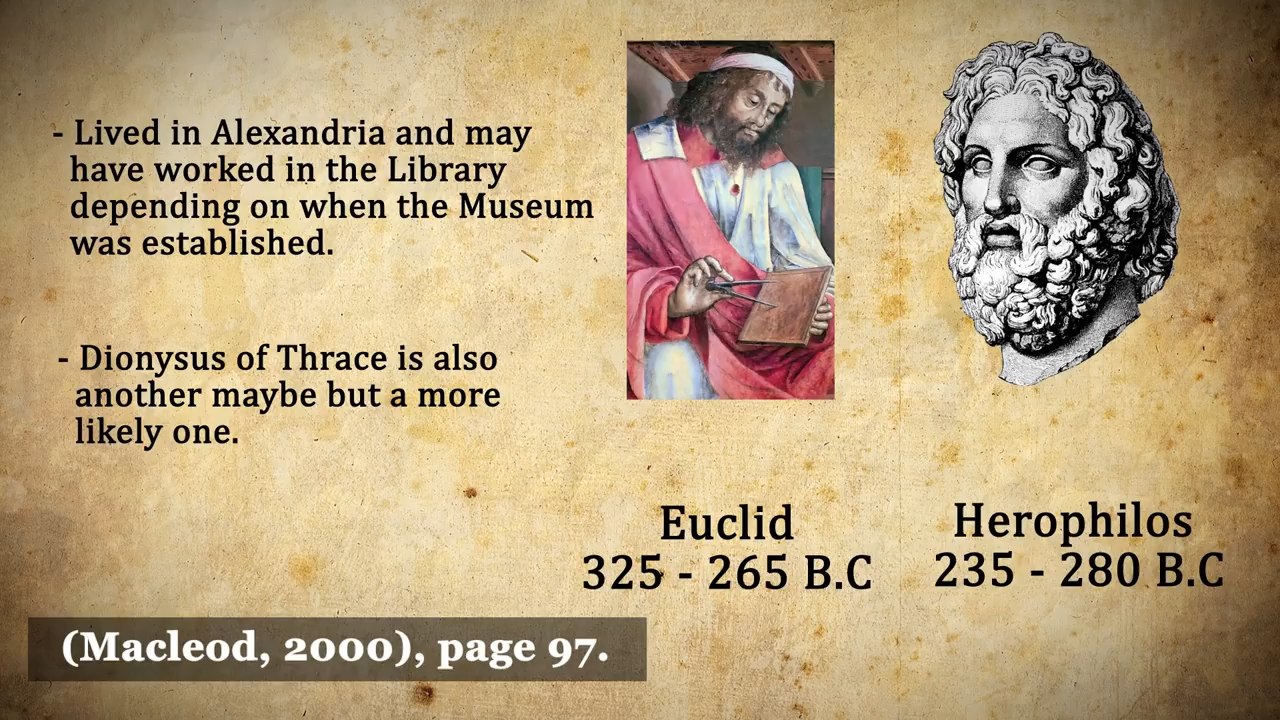 - Lived in Alexandria and may
have worked in the Library
depending on when the Museum
was established.
- Dionysus of Thrace is also
another maybe but a more
likely one.
Euclid
325 - 265 B.C
Herophilos
235 - 280 B.C
(Macleod, 2000), page 97.